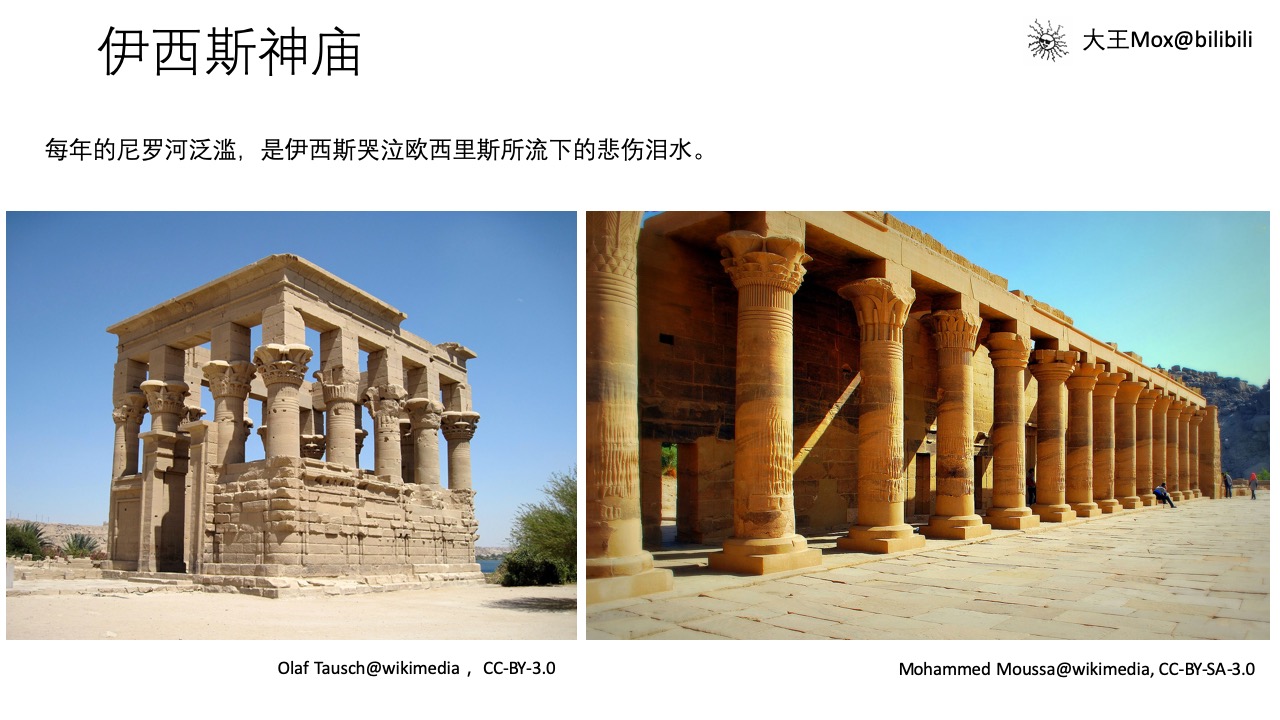 伊西斯神庙
大王Mox@bilibili
每年的尼罗河泛滥，是伊西斯哭泣欧西里斯所流下的悲伤泪水。
Olaf Tausch@wikimedia，CC-BY-3.0
Mohammed Moussa@wikimedia, CC-BY-SA-3.0